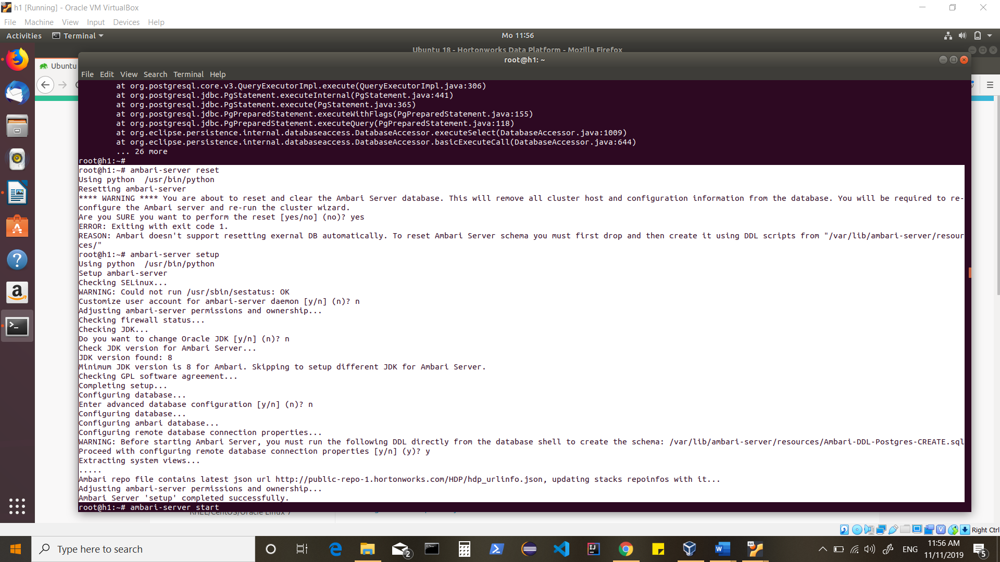 h1 [Running] - Oracle VM VirtualBox
File Machine View Input Devices Help
Activities Terminal Mo 11:56
Ubuntu 18 - Hortonworks Data Platform - Mozilla Firefox
root@h1: ~
Ubuntu
File Edit View Search Terminal Help
at org.postgresql.core.v3.QueryExecutorImpl.execute(QueryExecutorImpl.java:306)
at org.postgresql.jdbc.PgStatement.executeInternal(PgStatement.java:441)
at org.postgresql.jdbc.PgStatement.execute(PgStatement.java:365)
at org.postgresql.jdbc.PgPreparedStatement.executeWithFlags(PgPreparedStatement.java:155)
at org.postgresql.jdbc.PgPreparedStatement.executeQuery(PgPreparedStatement.java:118)
at org.eclipse.persistence.internal.databaseaccess.DatabaseAccessor.executeSelect(DatabaseAccessor.java:1009)
at org.eclipse.persistence.internal.databaseaccess.DatabaseAccessor.basicExecuteCall(DatabaseAccessor.java:644)
... 26 more
root@h1:~#
root@h1:~# ambari-server reset
Using python  /usr/bin/python
Resetting ambari-server
**** WARNING **** You are about to reset and clear the Ambari Server database. This will remove all cluster host and configuration information from the database. You will be required to re-
configure the Ambari server and re-run the cluster wizard.
Are you SURE you want to perform the reset [yes/no] (no)? yes
ERROR: Exiting with exit code 1.
REASON: Ambari doesn't support resetting exernal DB automatically. To reset Ambari Server schema you must first drop and then create it using DDL scripts from "/var/lib/ambari-server/resour
ces/"
root@h1:~# ambari-server setup
Using python  /usr/bin/python
Setup ambari-server
Checking SELinux...
WARNING: Could not run /usr/sbin/sestatus: OK
Customize user account for ambari-server daemon [y/n] (n)? n
Adjusting ambari-server permissions and ownership...
Checking firewall status...
Checking JDK...
Do you want to change Oracle JDK [y/n] (n)? n
Check JDK version for Ambari Server...
JDK version found: 8
Minimum JDK version is 8 for Ambari. Skipping to setup different JDK for Ambari Server.
Checking GPL software agreement...
Completing setup...
Configuring database...
Enter advanced database configuration [y/n] (n)? n
Configuring database...
Configuring ambari database...
Configuring remote database connection properties...
WARNING: Before starting Ambari Server, you must run the following DDL directly from the database shell to create the schema: /var/lib/ambari-server/resources/Ambari-DDL-Postgres-CREATE.sql
Proceed with configuring remote database connection properties [y/n] (y)? y
Extracting system views...
.....
Ambari repo file contains latest json url http://public-repo-1.hortonworks.com/HDP/hdp_urlinfo.json, updating stacks repoinfos with it...
Adjusting ambari-server permissions and ownership...
Ambari Server 'setup' completed successfully.
root@h1:~# ambari-server start
RHEL/CentOS/Oracle Linux 7
Right Ctrl
Type here to search
2
ENG
11:56 AM
11/11/2019
5